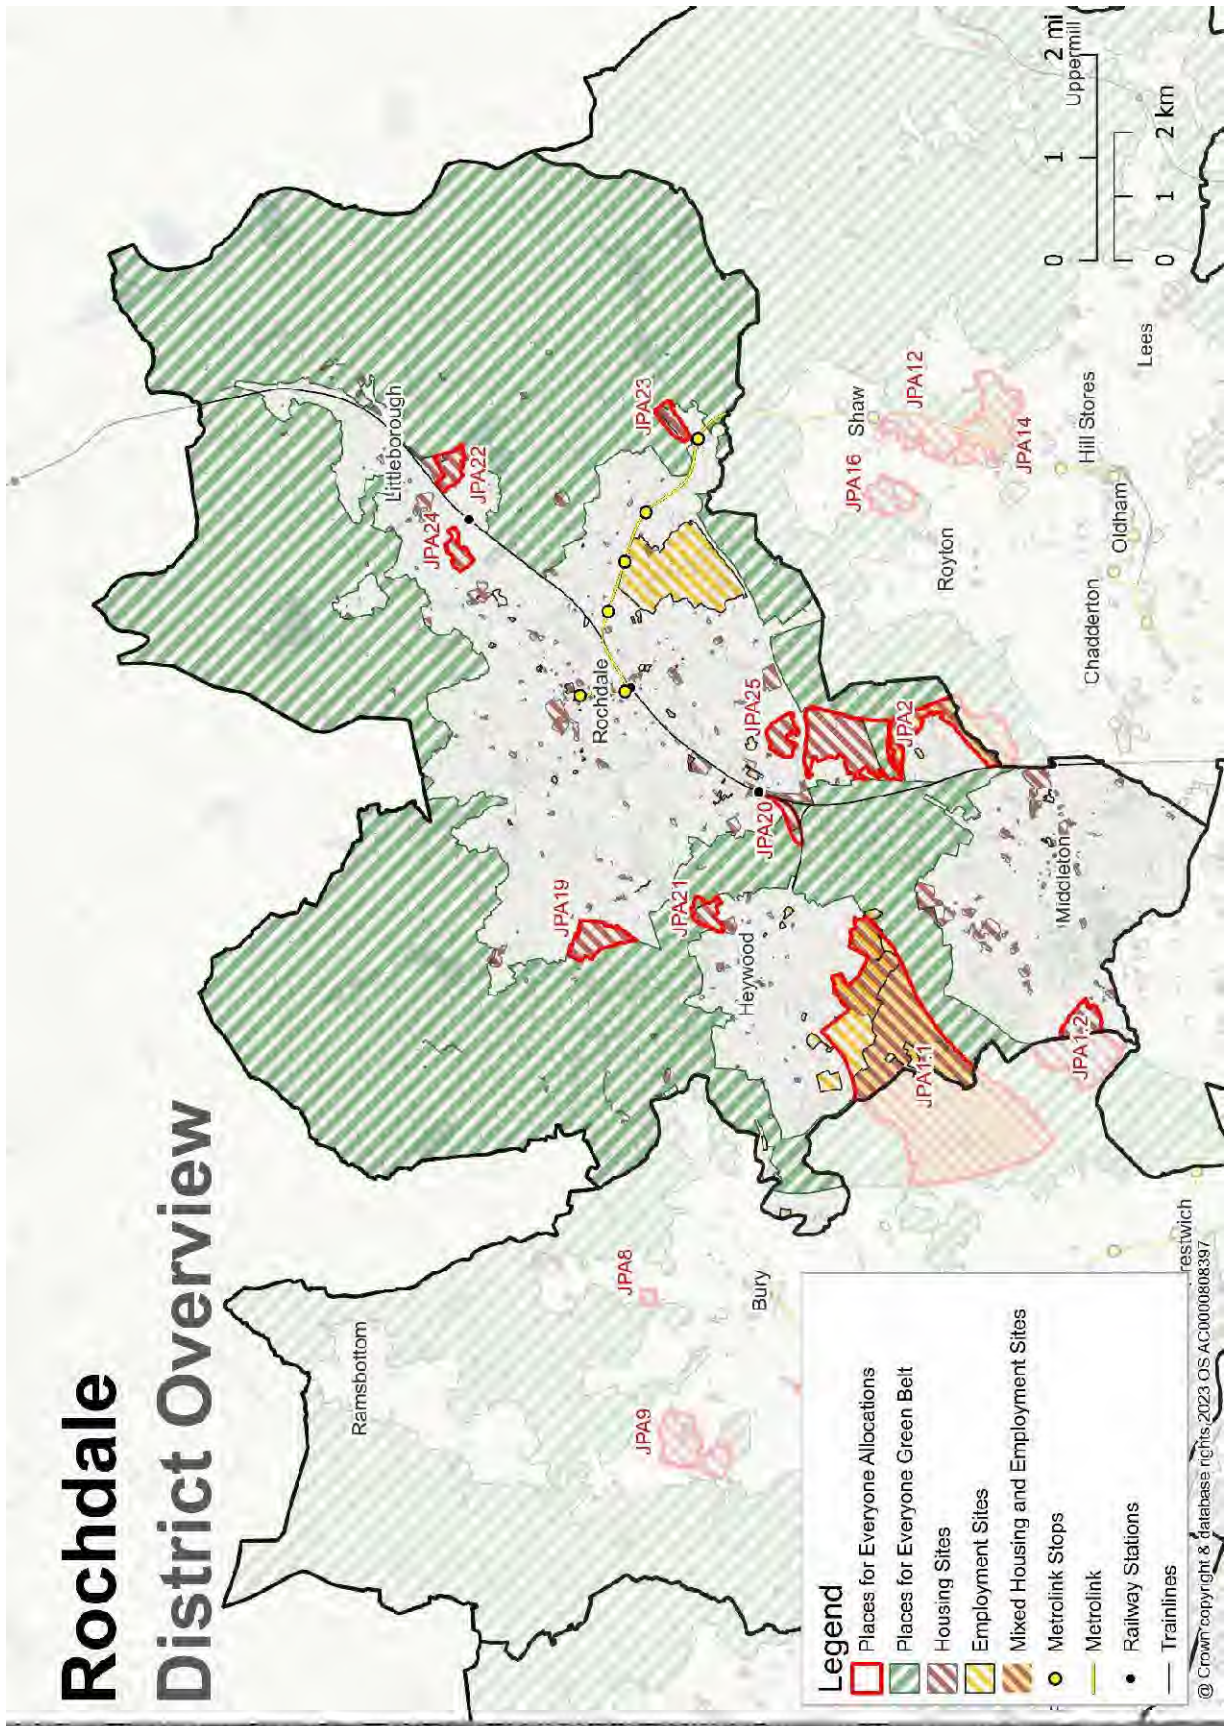 Rochdale
District Overview
Ramsbottom
JPA9
JPA8
Bury
restwich
Littleborough
JPA24
JPA22
JPA23
Rochdale
JPA19
JPA21
JPA20
JPA25
JPA2
Heywood
Middleton
JPA1.1
JPA1.2
JPA16
Shaw
JPA12
JPA14
Royton
Chadderton
Oldham
Hill Stores
Lees
Uppermill
0 1 2 mi
0 1 2 km
Legend
Places for Everyone Allocations
Places for Everyone Green Belt
Housing Sites
Employment Sites
Mixed Housing and Employment Sites
Metrolink Stops
Metrolink
Railway Stations
Trainlines
@ Crown copyright & database rights 2023 OS AC0000808397